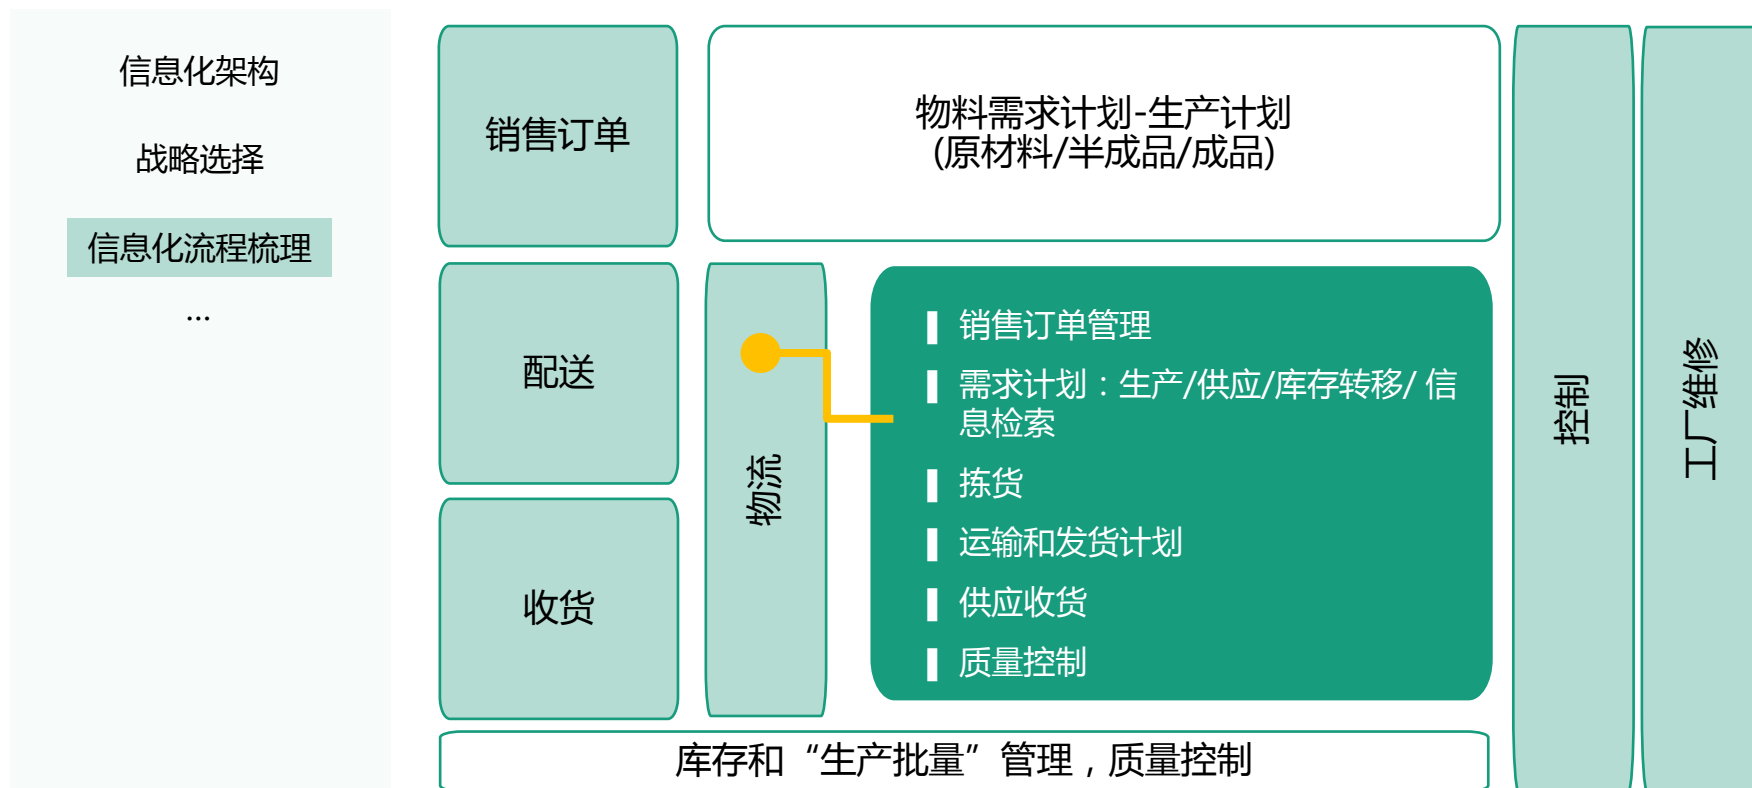 信息化架构
战略选择
信息化流程梳理
...
销售订单
物料需求计划-生产计划
(原材料/半成品/成品)
配送
收货
物流
销售订单管理
需求计划：生产/供应/库存转移/ 信
息检索
拣货
运输和发货计划
供应收货
质量控制
控制
工厂维修
库存和“生产批量”管理，质量控制